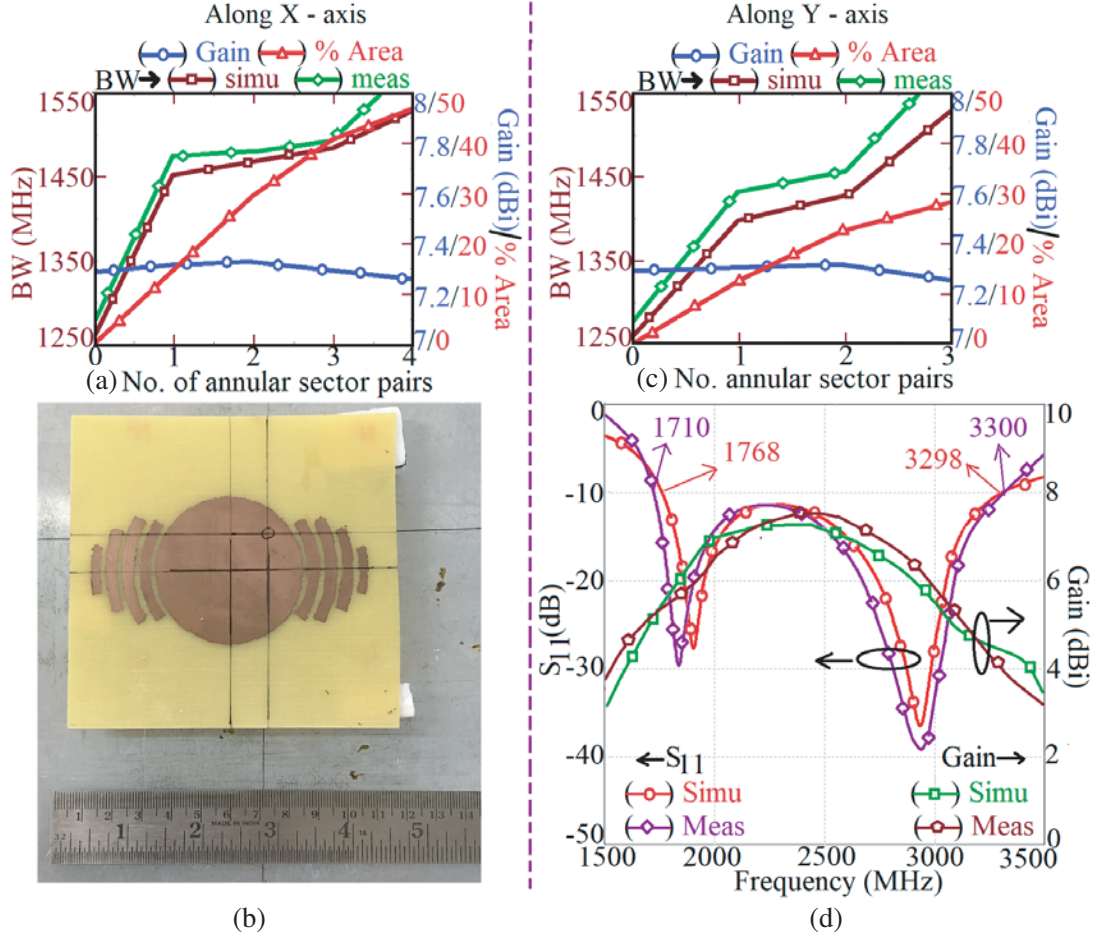 Along X - axis
(—) Gain (—) % Area
BW→ (—) simu (—) meas
1550
1450
1350
1250
BW (MHz)
8/50
7.8/40
7.6/30
7.4/20
7.2/10
7/0
Gain (dBi)/% Area
0 1 2 3 4
(a) No. of annular sector pairs
Along Y - axis
(—) Gain (—) % Area
BW→ (—) simu (—) meas
1550
1450
1350
1250
BW (MHz)
8/50
7.8/40
7.6/30
7.4/20
7.2/10
7/0
Gain (dBi)/% Area
0 1 2 3
(c) No. annular sector pairs
1 2 3 4 5
MADE IN INDIA
(b)
0
-10
-20
-30
-40
-50
S11(dB)
1710
1768
3300
3298
10
8
6
4
2
0
Gain (dBi)
←S11
(—) Simu
(—) Meas
Gain→
(—) Simu
(—) Meas
1500 2000 2500 3000 3500
Frequency (MHz)
(d)